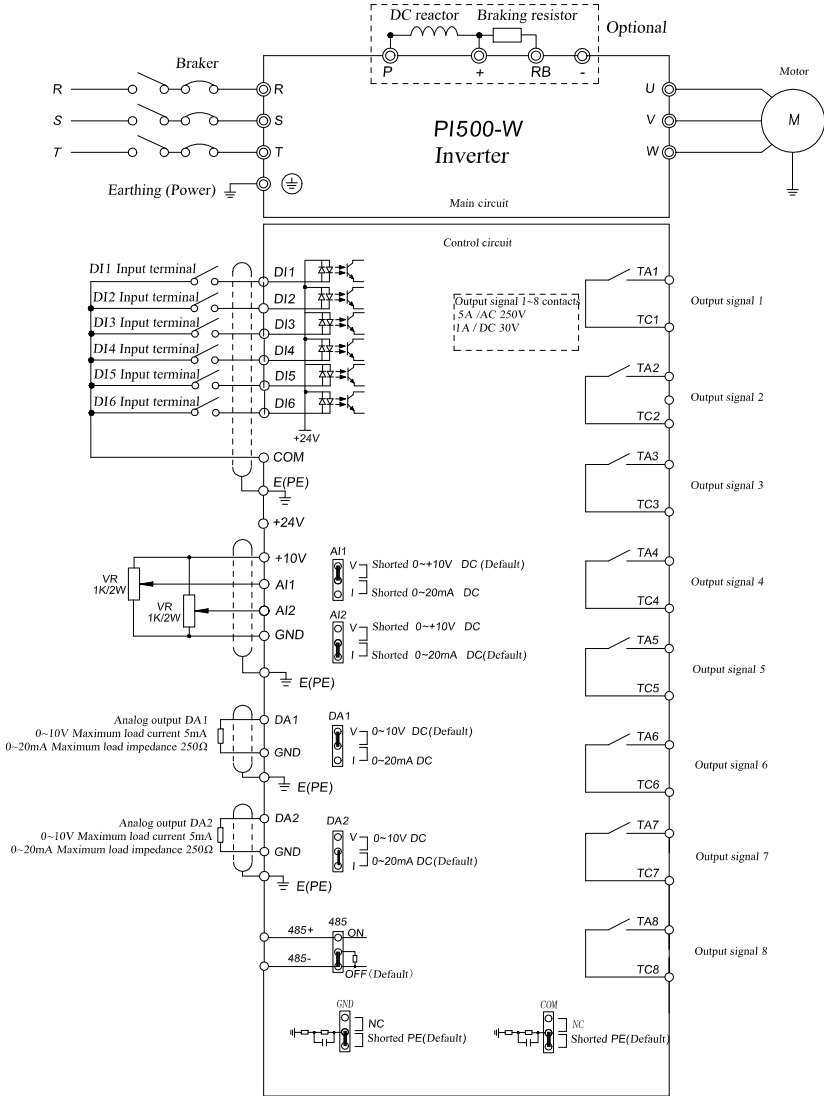 DC reactor Braking resistor
Optional
P + RB -
Braker
Motor
R R
S S
T T
U
V
W
M
PI500-W
Inverter
Earthing (Power)
Main circuit
Control circuit
DI1 Input terminal DI1
DI2 Input terminal DI2
DI3 Input terminal DI3
DI4 Input terminal DI4
DI5 Input terminal DI5
DI6 Input terminal DI6
+24V
COM
E(PE)
+24V
Output signal 1~8 contacts
5A /AC 250V
1A / DC 30V
TA1
Output signal 1
TC1
TA2
Output signal 2
TC2
TA3
Output signal 3
TC3
TA4
Output signal 4
TC4
TA5
Output signal 5
TC5
TA6
Output signal 6
TC6
TA7
Output signal 7
TC7
TA8
Output signal 8
TC8
+10V
AI1
AI2
GND
E(PE)
VR
1K/2W
VR
1K/2W
AI1
V Shorted 0~+10V DC (Default)
I Shorted 0~20mA DC
AI2
V Shorted 0~+10V DC
I Shorted 0~20mA DC(Default)
Analog output DA1
0~10V Maximum load current 5mA
0~20mA Maximum load impedance 250Ω
DA1
GND
E(PE)
DA1
V 0~10V DC(Default)
I 0~20mA DC
Analog output DA2
0~10V Maximum load current 5mA
0~20mA Maximum load impedance 250Ω
DA2
GND
E(PE)
DA2
V 0~10V DC
I 0~20mA DC(Default)
485+
485-
485
ON
OFF(Default)
GND
NC
Shorted PE(Default)
COM
NC
Shorted PE(Default)